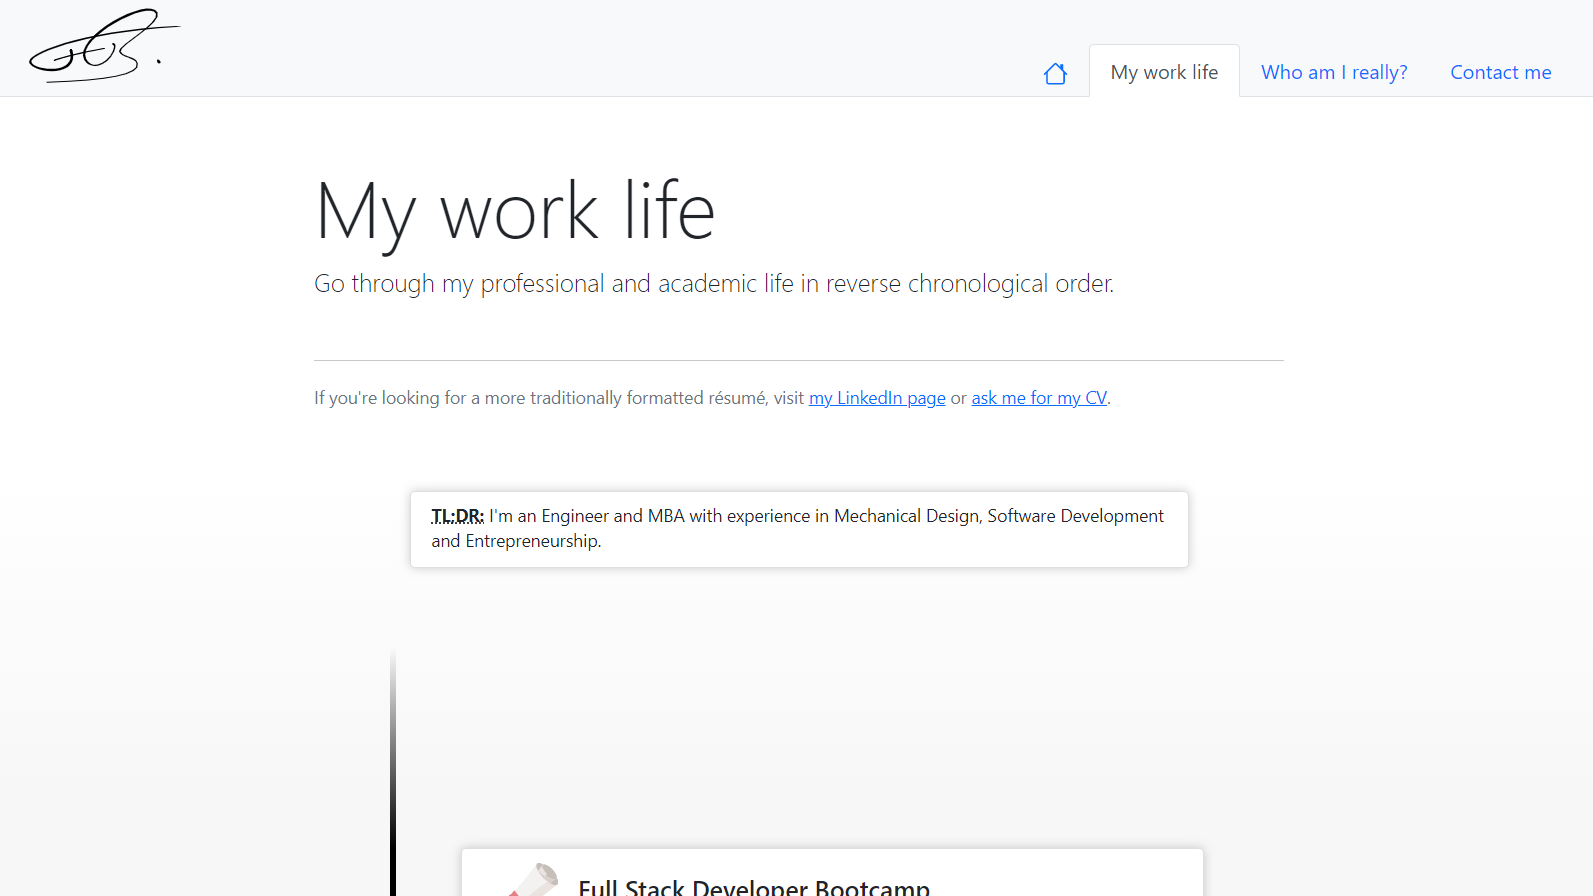 My work life
Who am I really?
Contact me
My work life
Go through my professional and academic life in reverse chronological order.
If you're looking for a more traditionally formatted résumé, visit my LinkedIn page or ask me for my CV.
TL:DR: I'm an Engineer and MBA with experience in Mechanical Design, Software Development
and Entrepreneurship.
Full Stack Developer Bootcamp